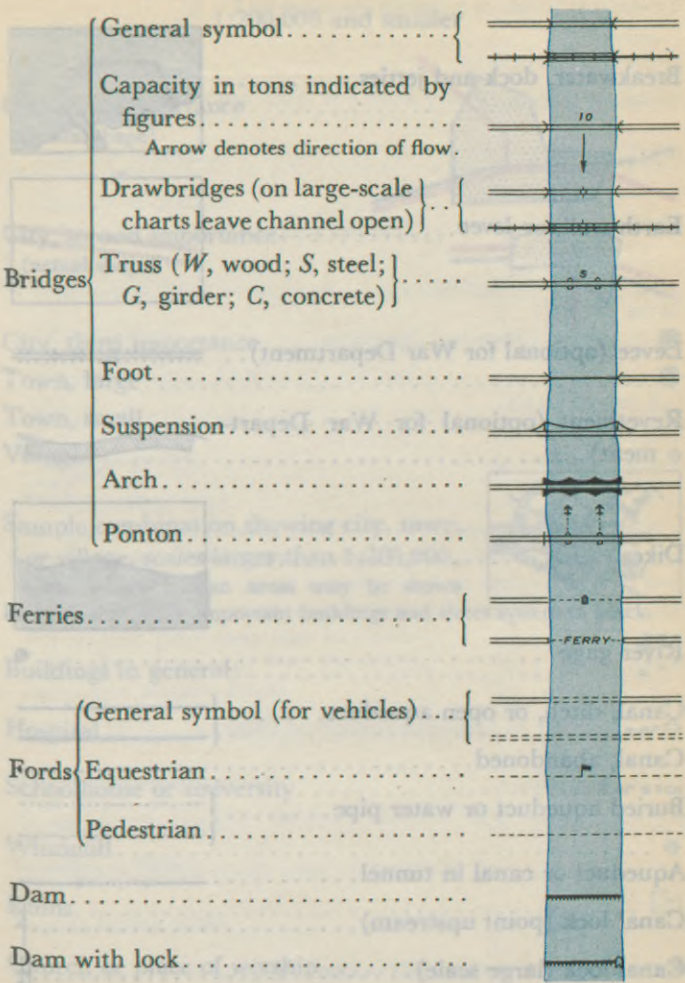 General symbol
Capacity in tons indicated by
figures
Arrow denotes direction of flow.
10
Drawbridges (on large-scale
charts leave channel open)
Bridges
Truss (W, wood; S, steel;
G, girder; C, concrete)
S
Foot
Suspension
Arch
Ponton
Ferries
FERRY
General symbol (for vehicles)
Fords
Equestrian
Pedestrian
Dam
Dam with lock